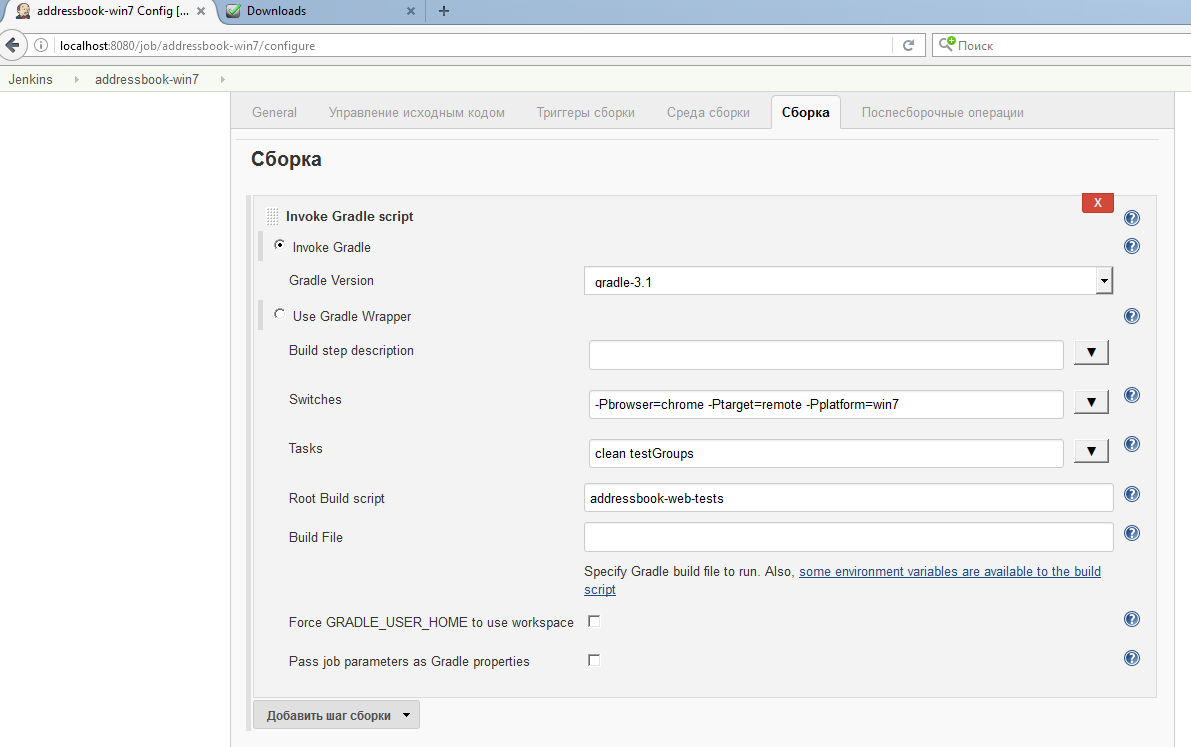 addressbook-win7 Config [...
Downloads
localhost:8080/job/addressbook-win7/configure
Поиск
Jenkins
addressbook-win7
General
Управление исходным кодом
Триггеры сборки
Среда сборки
Сборка
Послесборочные операции
Сборка
X
Invoke Gradle script
Invoke Gradle
Gradle Version
gradle-3.1
Use Gradle Wrapper
Build step description
Switches
-Pbrowser=chrome -Ptarget=remote -Pplatform=win7
Tasks
clean testGroups
Root Build script
addressbook-web-tests
Build File
Specify Gradle build file to run. Also, some environment variables are available to the build
script
Force GRADLE_USER_HOME to use workspace
Pass job parameters as Gradle properties
Добавить шаг сборки